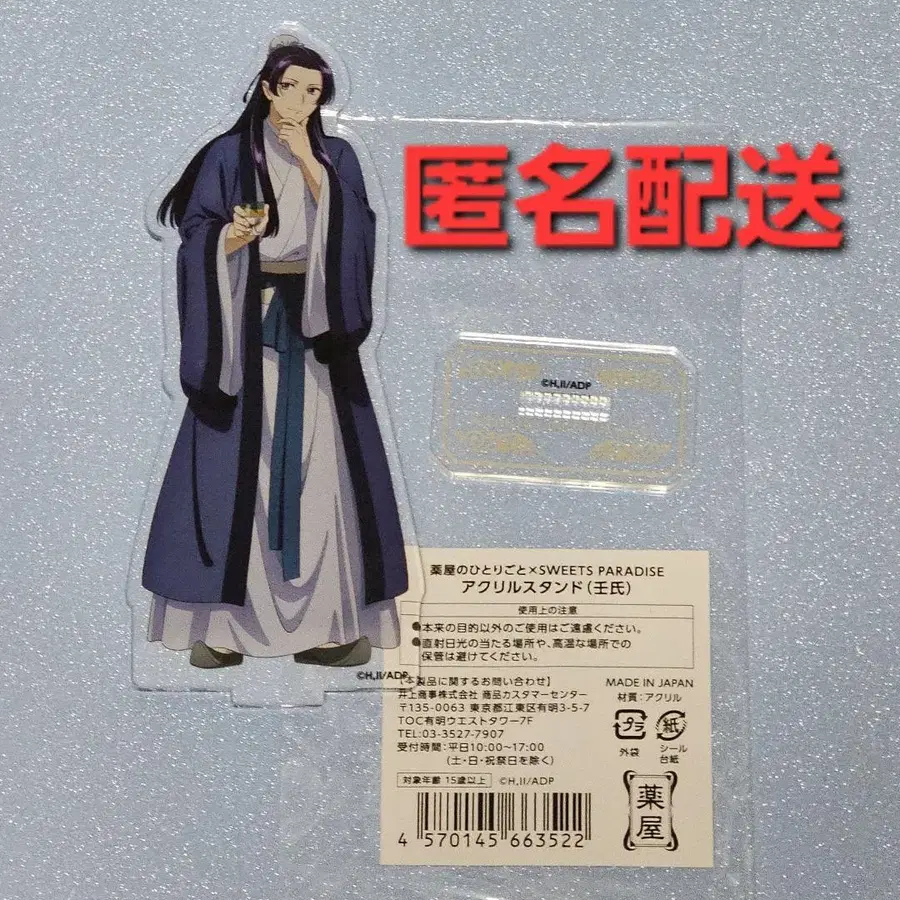 匿名配送
©H,II/ADP
薬屋のひとりごと×SWEETS PARADISE
アクリルスタンド(壬氏)
使用上の注意
●本来の目的以外のご使用はご遠慮ください。
●直射日光の当たる場所や、高温な場所での
保管は避けてください。
©H,II/ADP
【本製品に関するお問い合わせ】
井上商事株式会社 商品カスタマーセンター
〒135-0063 東京都江東区有明3-5-7
TOC有明ウエストタワー7F
TEL:03-3527-7907
受付時間:平日10:00~17:00
(土・日・祝祭日を除く)
MADE IN JAPAN
材質:アクリル
プラ
外袋
紙
シール
台紙
対象年齢 15歳以上
©H,II/ADP
薬屋
4 570145 663522